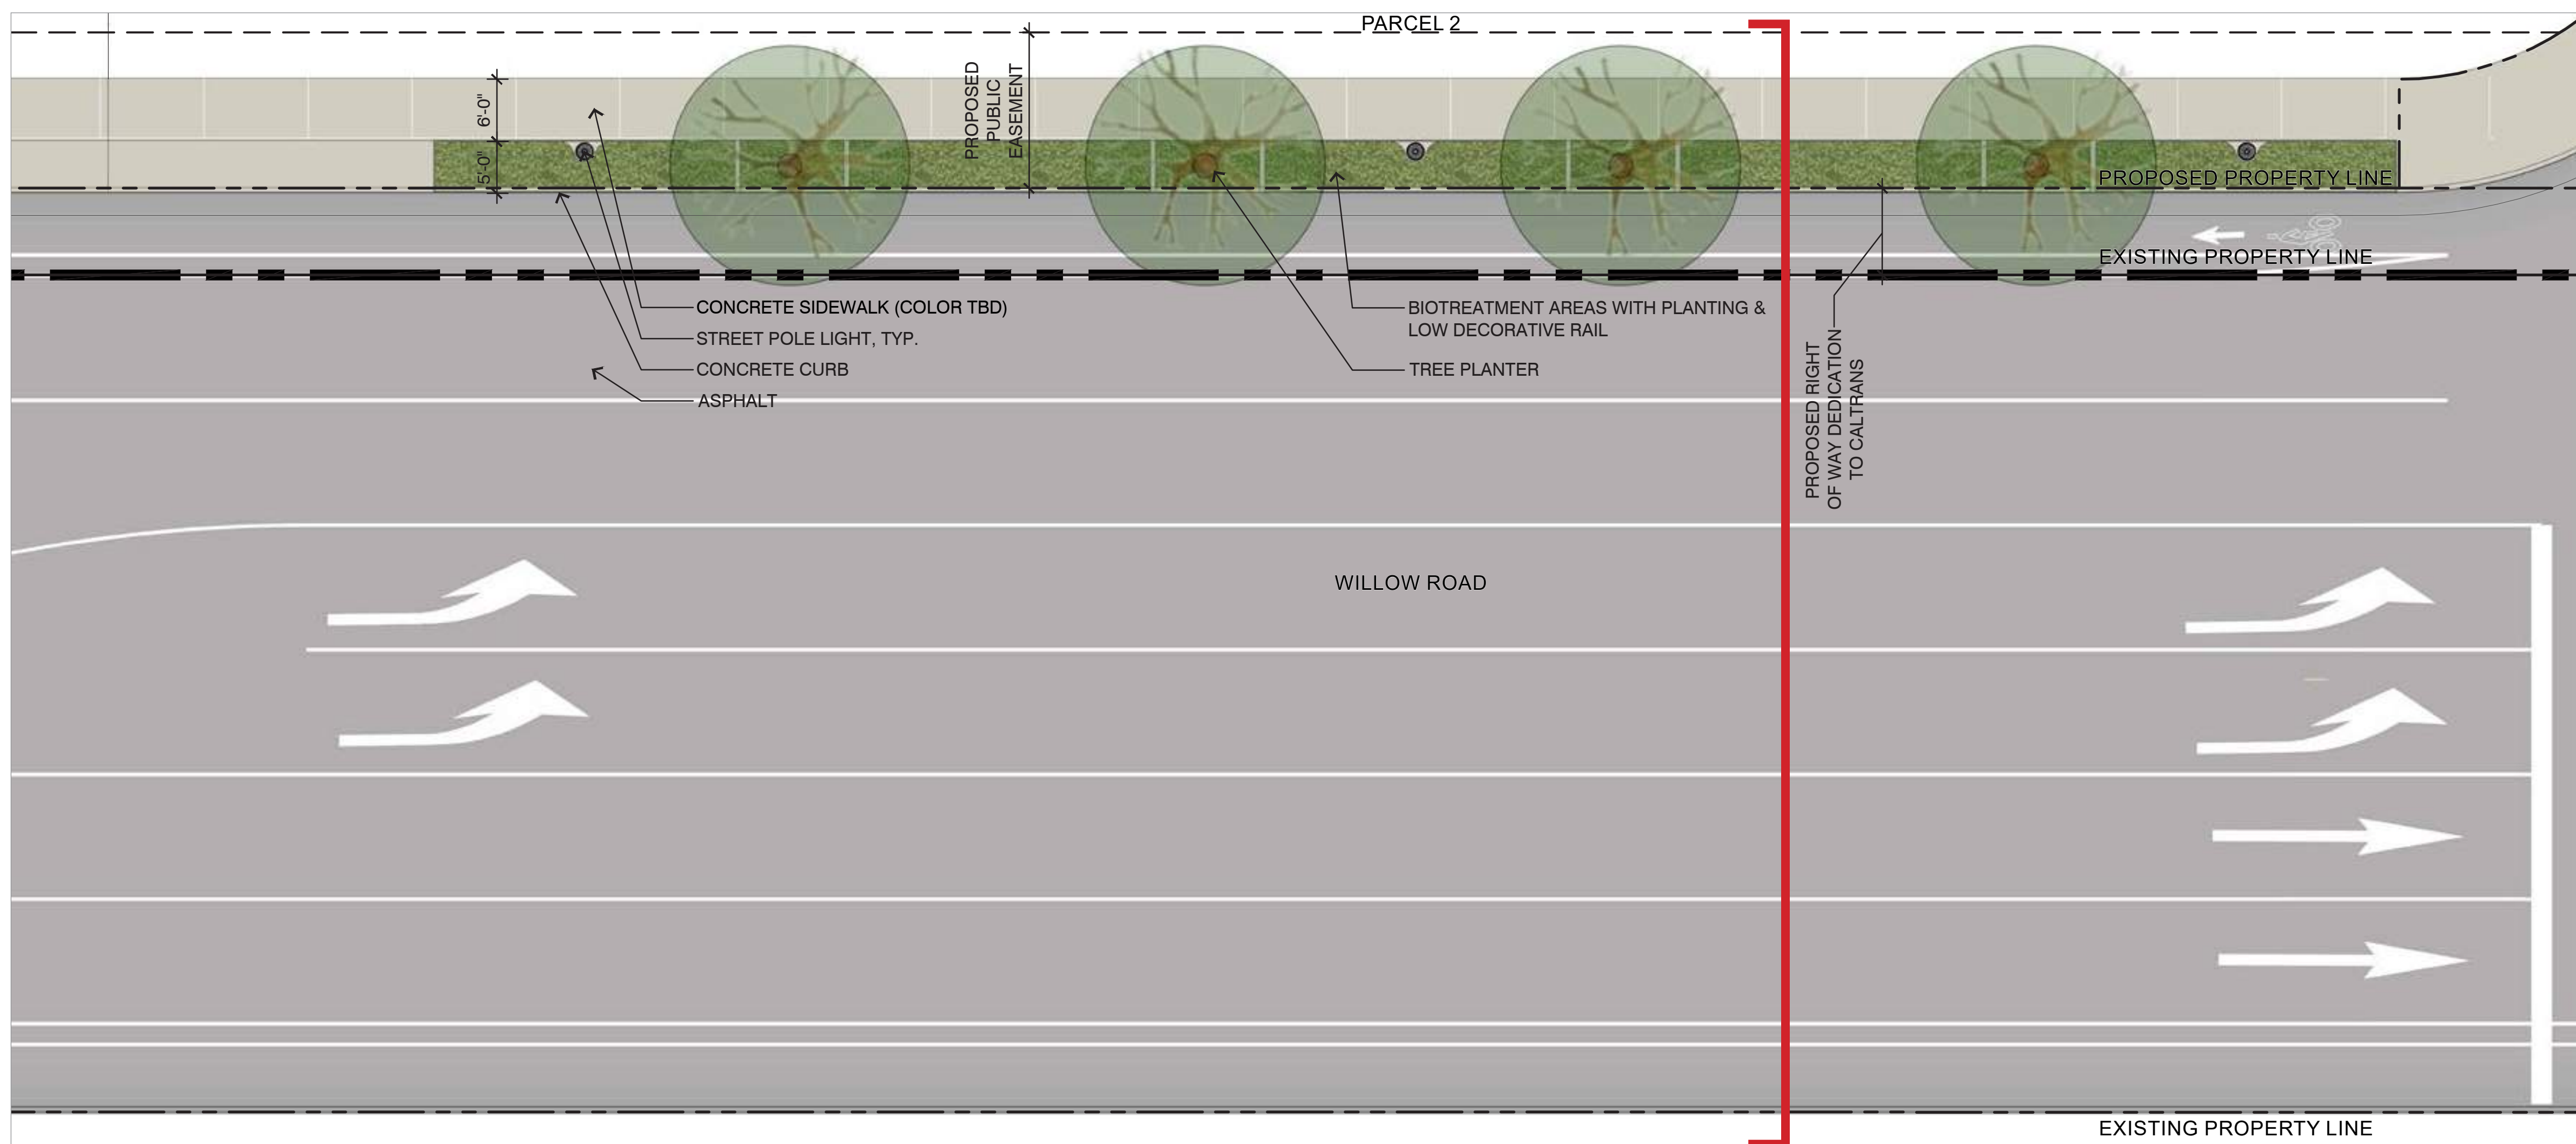 PARCEL 2
6'-0"
5'-0"
PROPOSED
PUBLIC
EASEMENT
PROPOSED PROPERTY LINE
EXISTING PROPERTY LINE
CONCRETE SIDEWALK (COLOR TBD)
STREET POLE LIGHT, TYP.
CONCRETE CURB
ASPHALT
BIOTREATMENT AREAS WITH PLANTING &
LOW DECORATIVE RAIL
TREE PLANTER
PROPOSED RIGHT
OF WAY DEDICATION
TO CALTRANS
WILLOW ROAD
EXISTING PROPERTY LINE